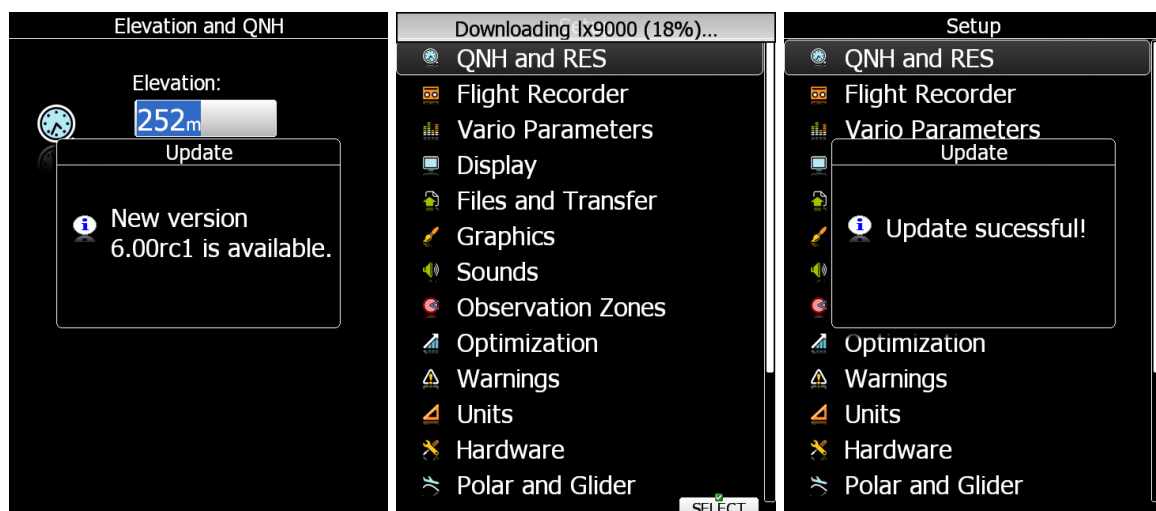 Elevation and QNH
Elevation:
252m
Update
New version
6.00rc1 is available.
Downloading lx9000 (18%)...
QNH and RES
Flight Recorder
Vario Parameters
Display
Files and Transfer
Graphics
Sounds
Observation Zones
Optimization
Warnings
Units
Hardware
Polar and Glider
SELECT
Setup
QNH and RES
Flight Recorder
Vario Parameters
Update
Update sucessful!
Optimization
Warnings
Units
Hardware
Polar and Glider